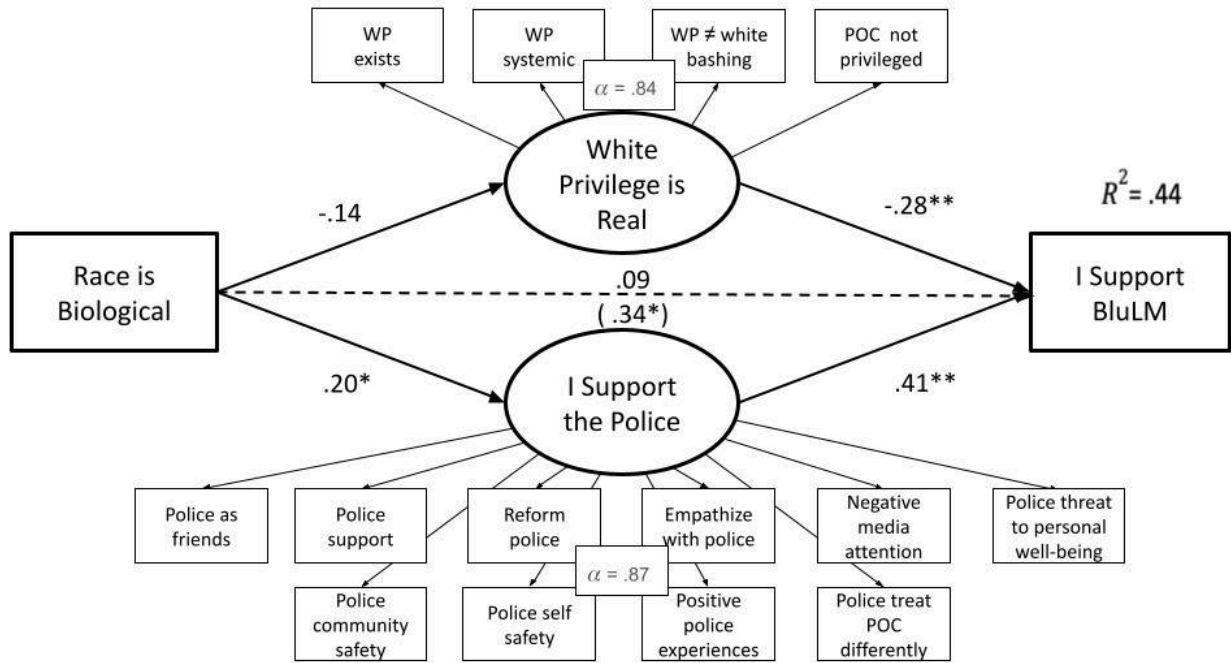 WP
exists
WP
systemic
WP ≠ white
bashing
POC not
privileged
α = .84
White
Privilege is
Real
R² = .44
-.14
-.28**
Race is
Biological
.09
(.34*)
I Support
BluLM
.20*
.41**
I Support
the Police
Police as
friends
Police
support
Reform
police
Empathize
with police
Negative
media
attention
Police threat
to personal
well-being
α = .87
Police
community
safety
Police self
safety
Positive
police
experiences
Police treat
POC
differently